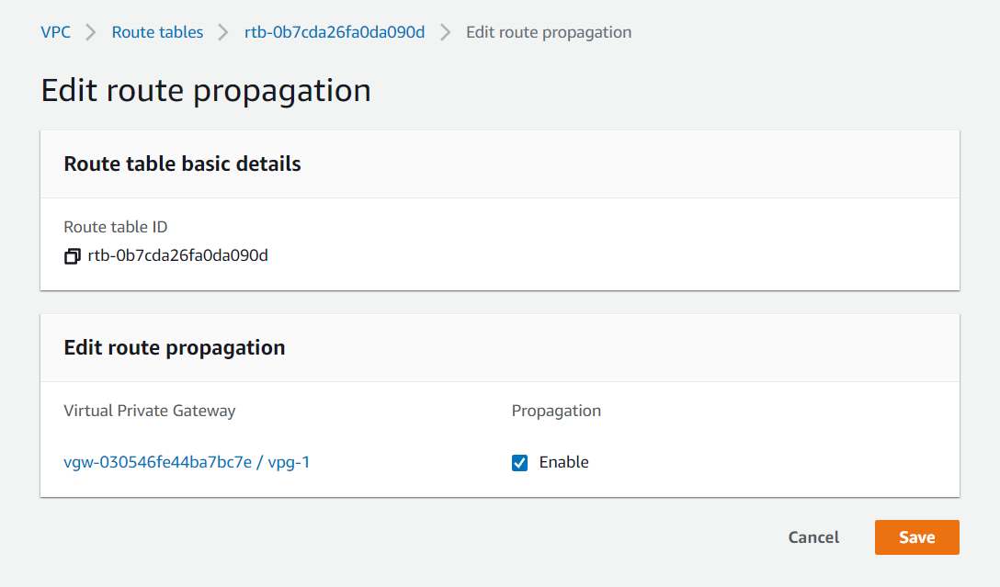 VPC > Route tables > rtb-0b7cda26fa0da090d > Edit route propagation
Edit route propagation
Route table basic details
Route table ID
rtb-0b7cda26fa0da090d
Edit route propagation
Virtual Private Gateway Propagation
vgw-030546fe44ba7bc7e / vpg-1 Enable
Cancel Save